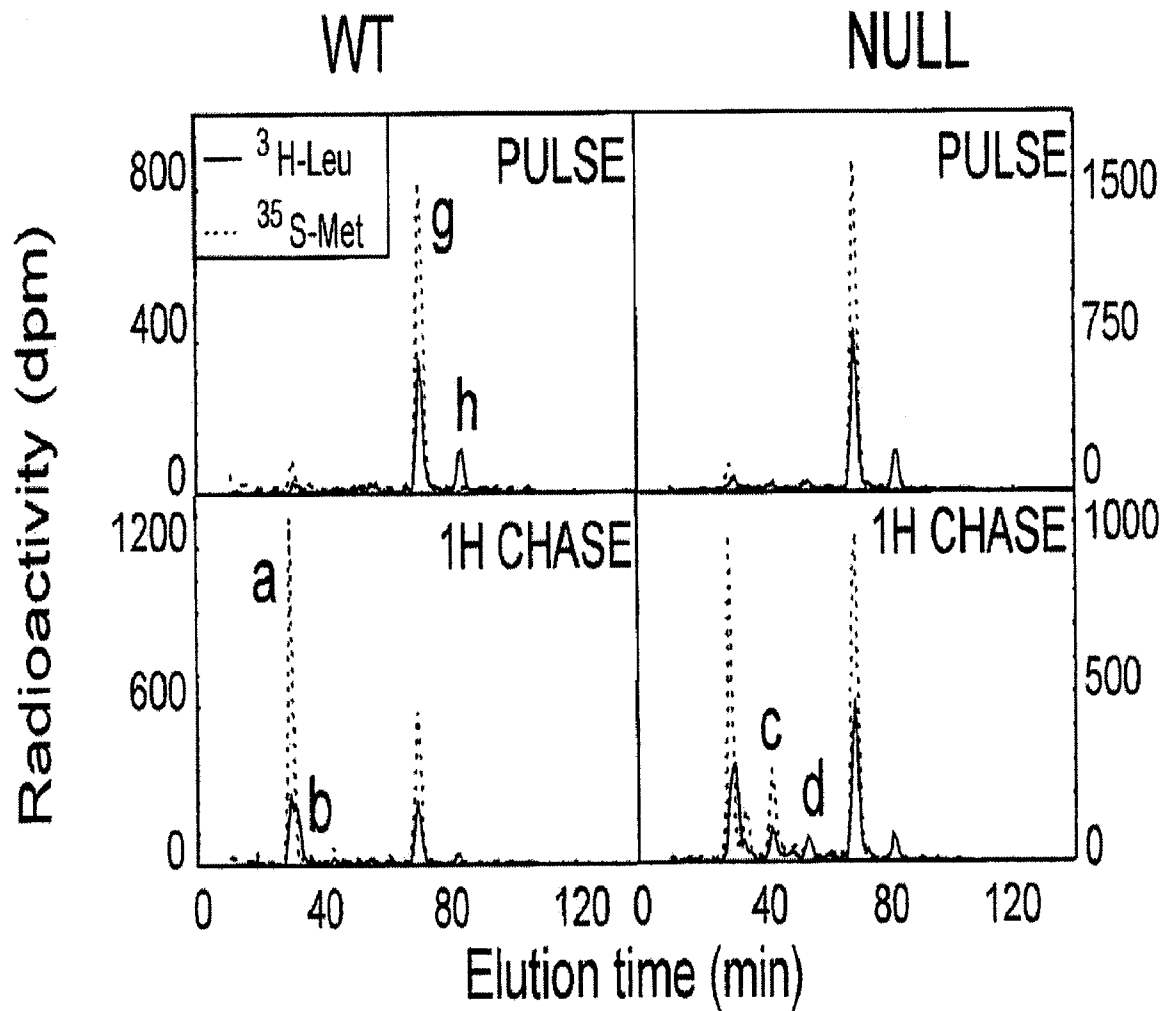 WT NULL
³H-Leu
³⁵S-Met
PULSE
PULSE
800
400
0
g
h
1500
750
0
1H CHASE
1H CHASE
1200
600
0
a
b
c
d
1000
500
0
0 40 80 120 0 40 80 120
Elution time (min)
Radioactivity (dpm)